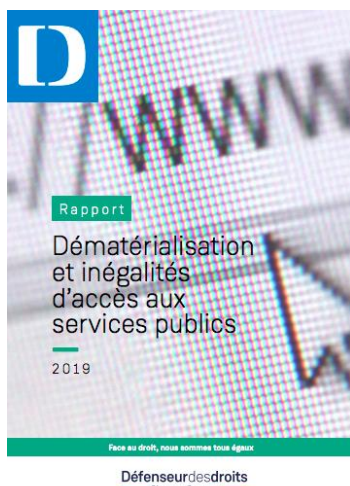 D
//www
Rapport
Dématérialisation
et inégalités
d'accès aux
services publics
2019
Face au droit, nous sommes tous égaux
Défenseurdesdroits